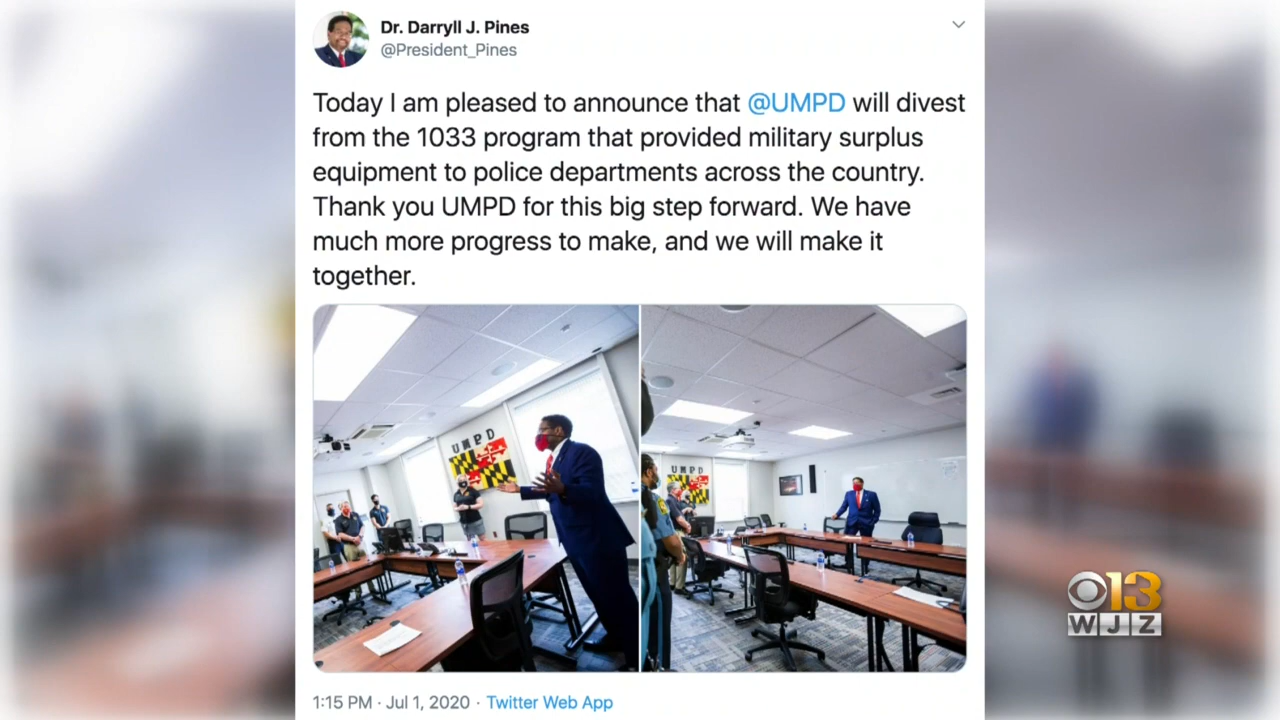 Dr. Darryll J. Pines
@President_Pines
Today I am pleased to announce that @UMPD will divest
from the 1033 program that provided military surplus
equipment to police departments across the country.
Thank you UMPD for this big step forward. We have
much more progress to make, and we will make it
together.
UMPD
UMPD
1:15 PM · Jul 1, 2020 · Twitter Web App
13
WJZ